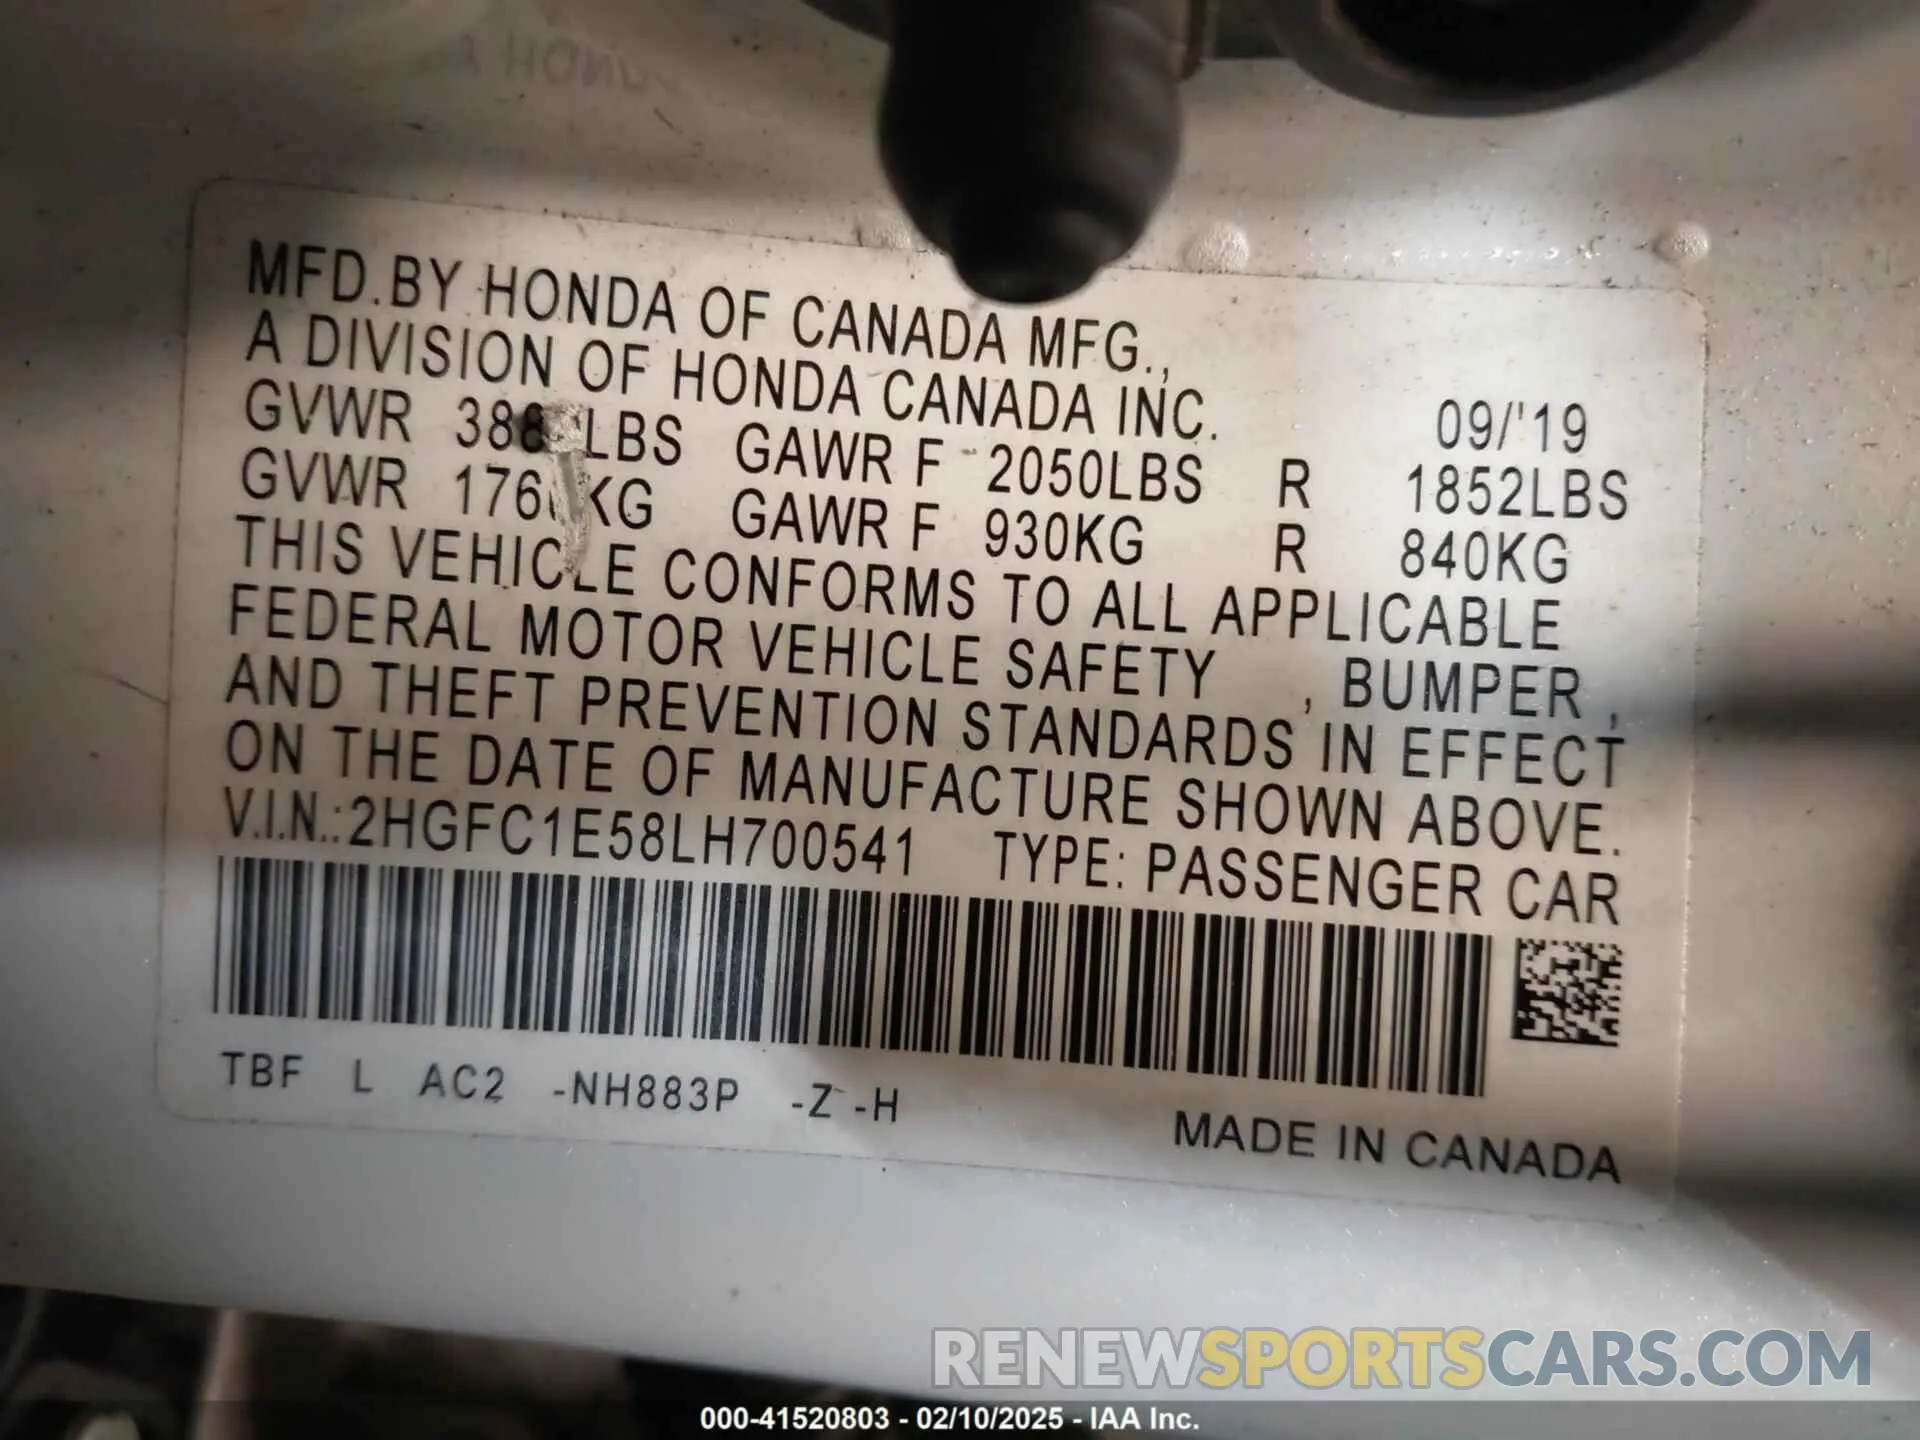 MFD.BY HONDA OF CANADA MFG.,
A DIVISION OF HONDA CANADA INC. 09/'19
GVWR LBS GAWR F 2050LBS R 1852LBS
GVWR KG GAWR F 930KG R 840KG
THIS VEHICLE CONFORMS TO ALL APPLICABLE
FEDERAL MOTOR VEHICLE SAFETY , BUMPER ,
AND THEFT PREVENTION STANDARDS IN EFFECT
ON THE DATE OF MANUFACTURE SHOWN ABOVE.
V.I.N.:2HGFC1E58LH700541 TYPE: PASSENGER CAR
TBF L AC2 -NH883P -Z -H
MADE IN CANADA
RENEWSPORTSCARS.COM
000-41520803 - 02/10/2025 - IAA Inc.